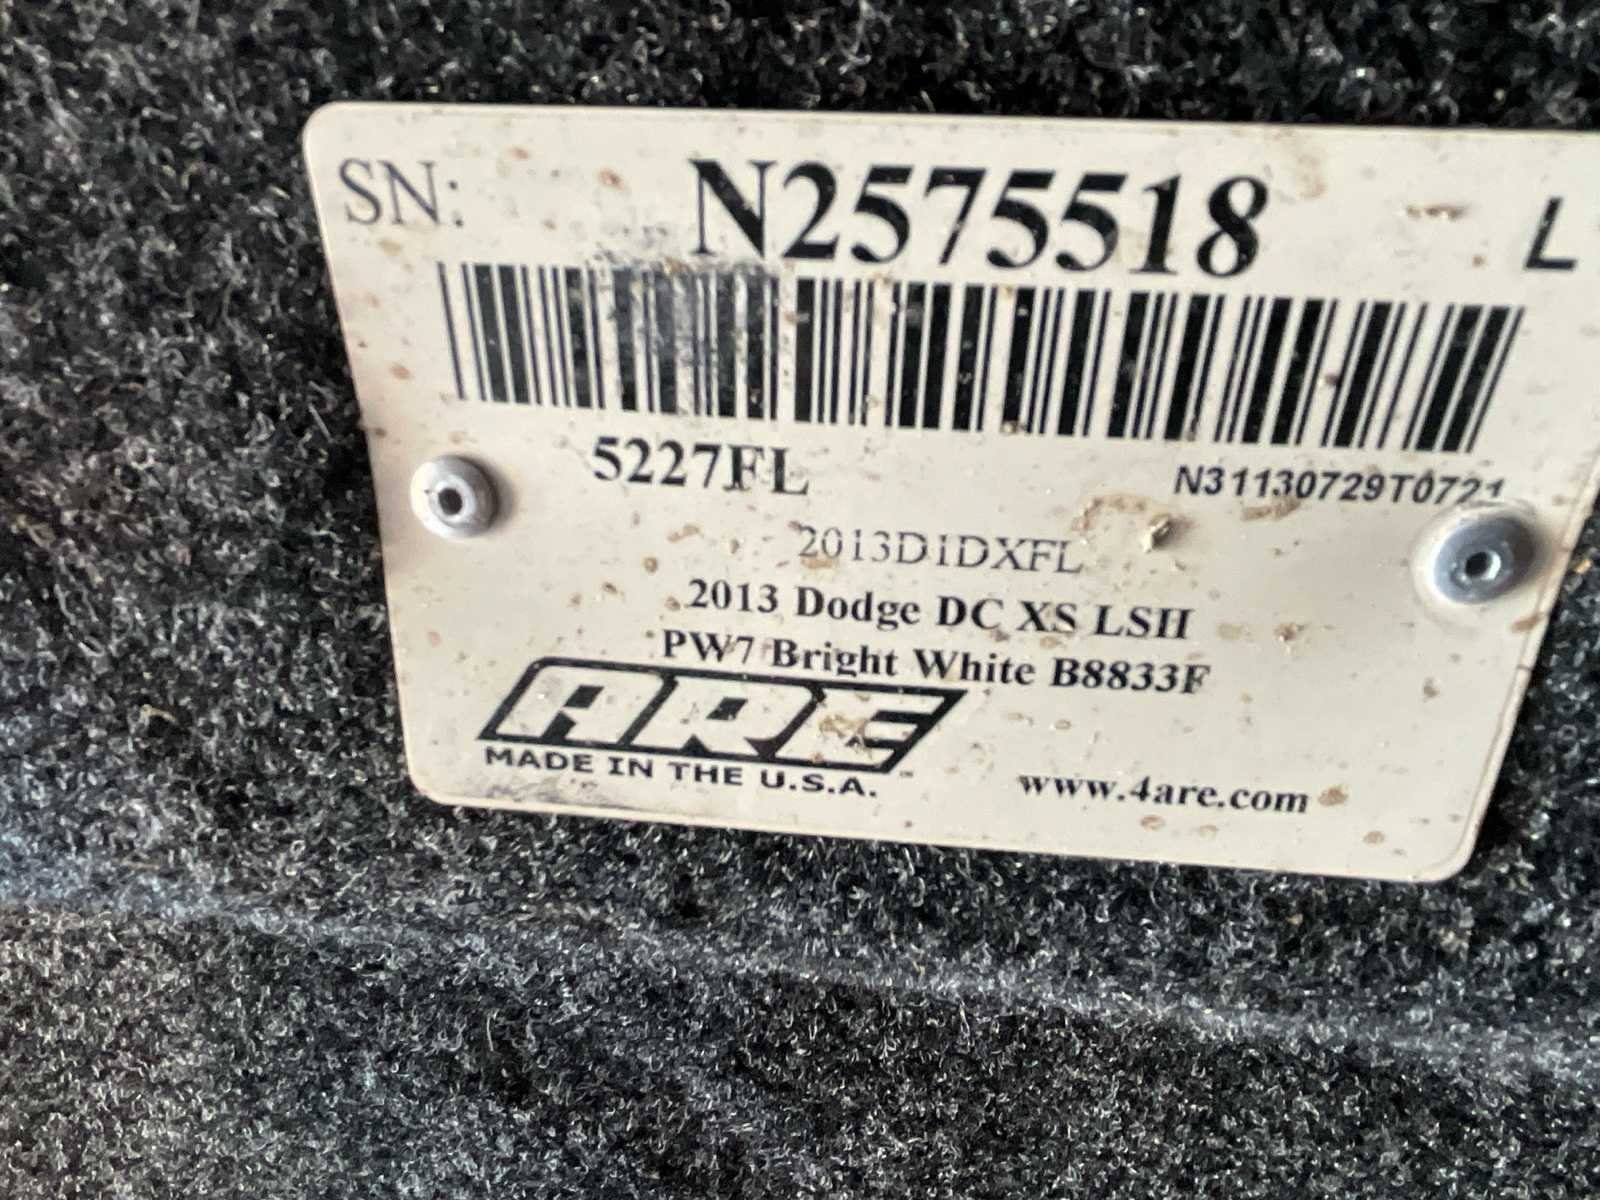 SN: N2575518 L
5227FL N31130729T0721
2013D1DXFL
2013 Dodge DC XS LSII
PW7 Bright White B8833F
ARE
MADE IN THE U.S.A.
www.4are.com